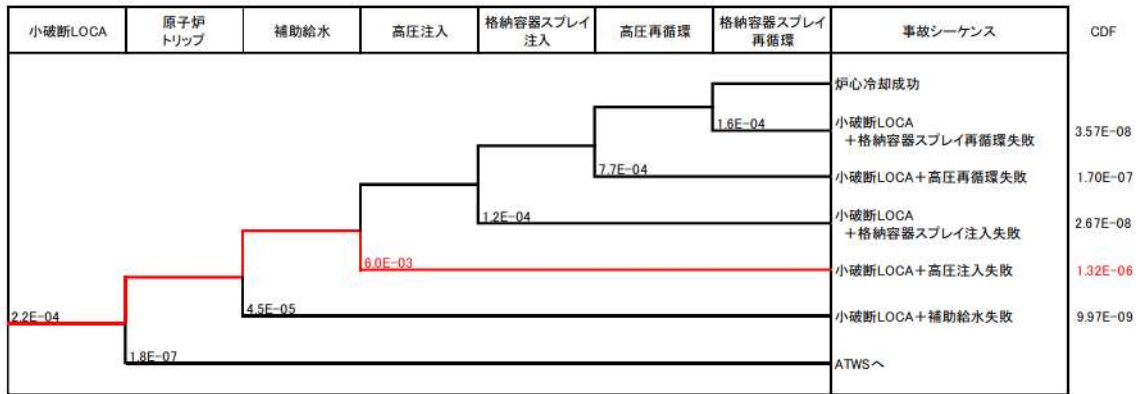 小破断LOCA
原子炉
トリップ
補助給水
高圧注入
格納容器スプレイ
注入
高圧再循環
格納容器スプレイ
再循環
事故シーケンス
CDF
炉心冷却成功
1.6E-04
小破断LOCA
+格納容器スプレイ再循環失敗
3.57E-08
7.7E-04
小破断LOCA+高圧再循環失敗
1.70E-07
1.2E-04
小破断LOCA
+格納容器スプレイ注入失敗
2.67E-08
6.0E-03
小破断LOCA+高圧注入失敗
1.32E-06
2.2E-04
4.5E-05
小破断LOCA+補助給水失敗
9.97E-09
1.8E-07
ATWSへ